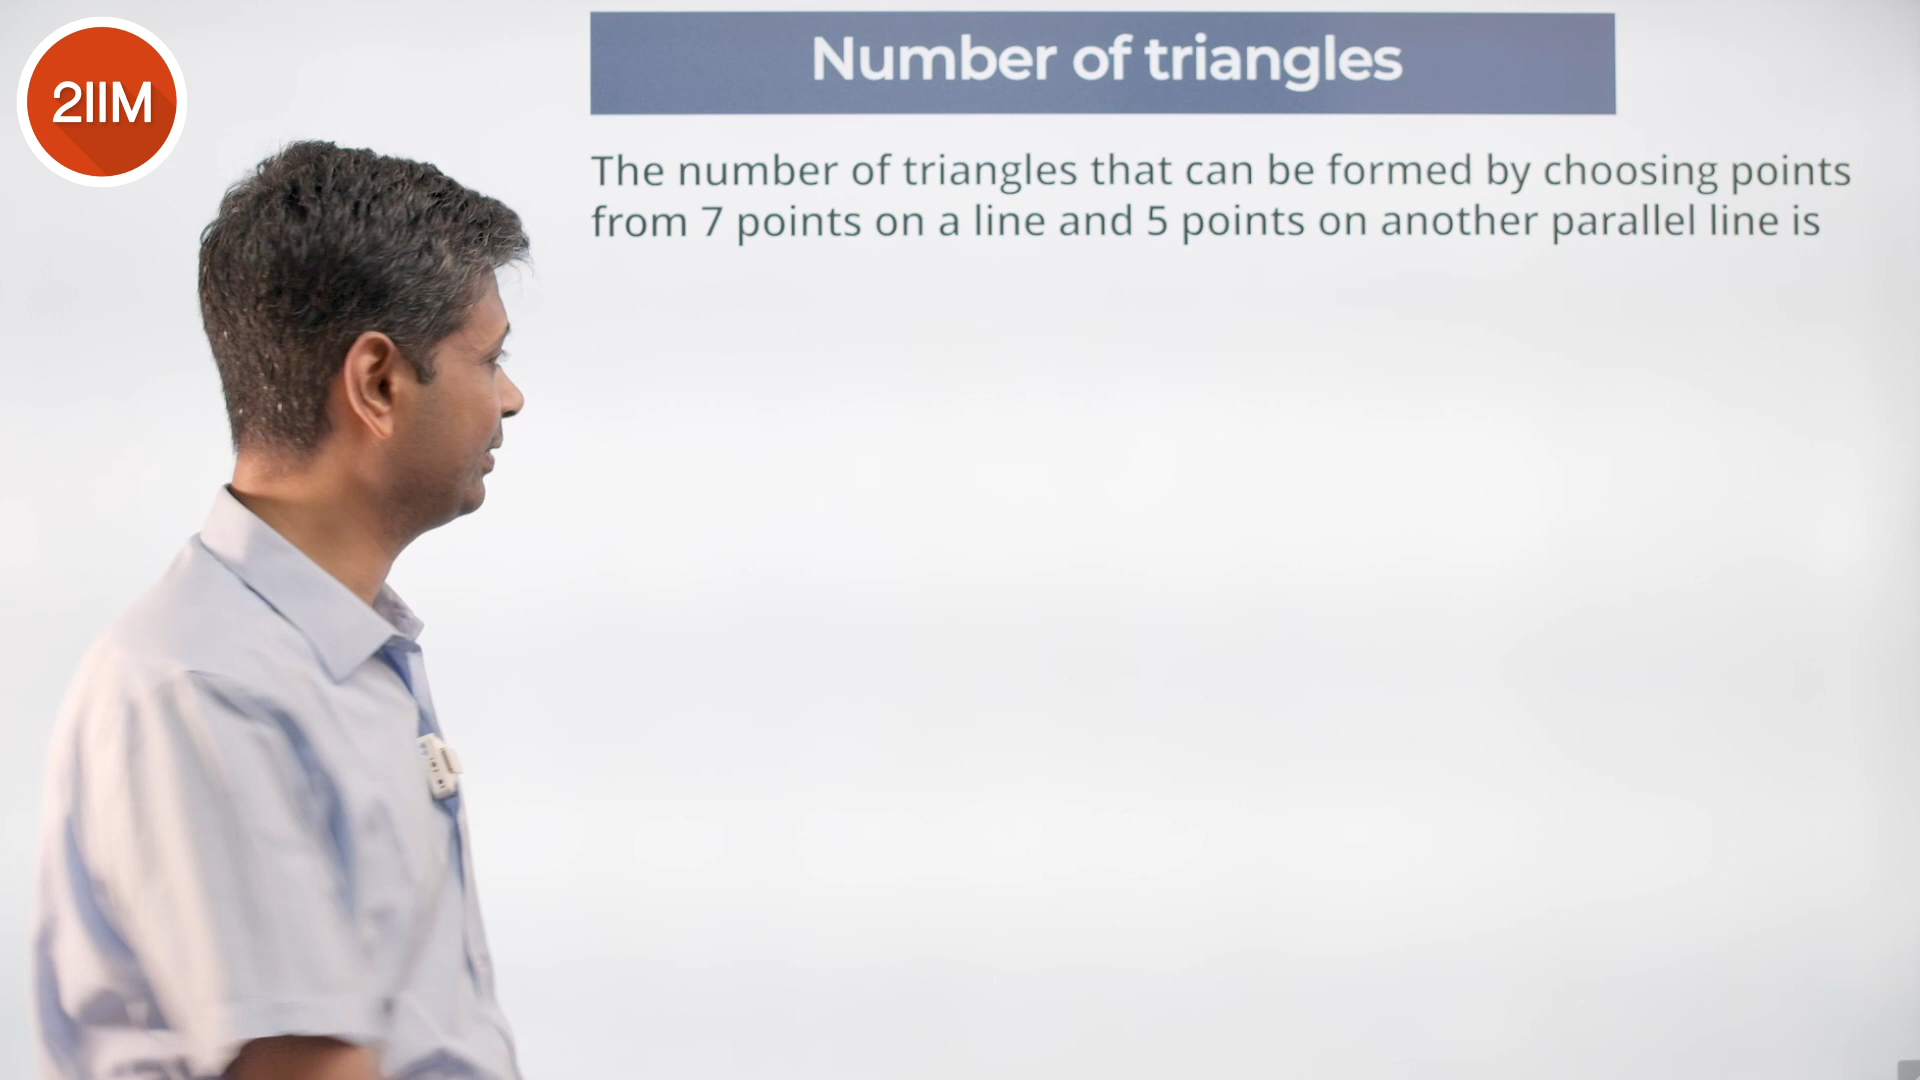 2IIM
Number of triangles
The number of triangles that can be formed by choosing points
from 7 points on a line and 5 points on another parallel line is